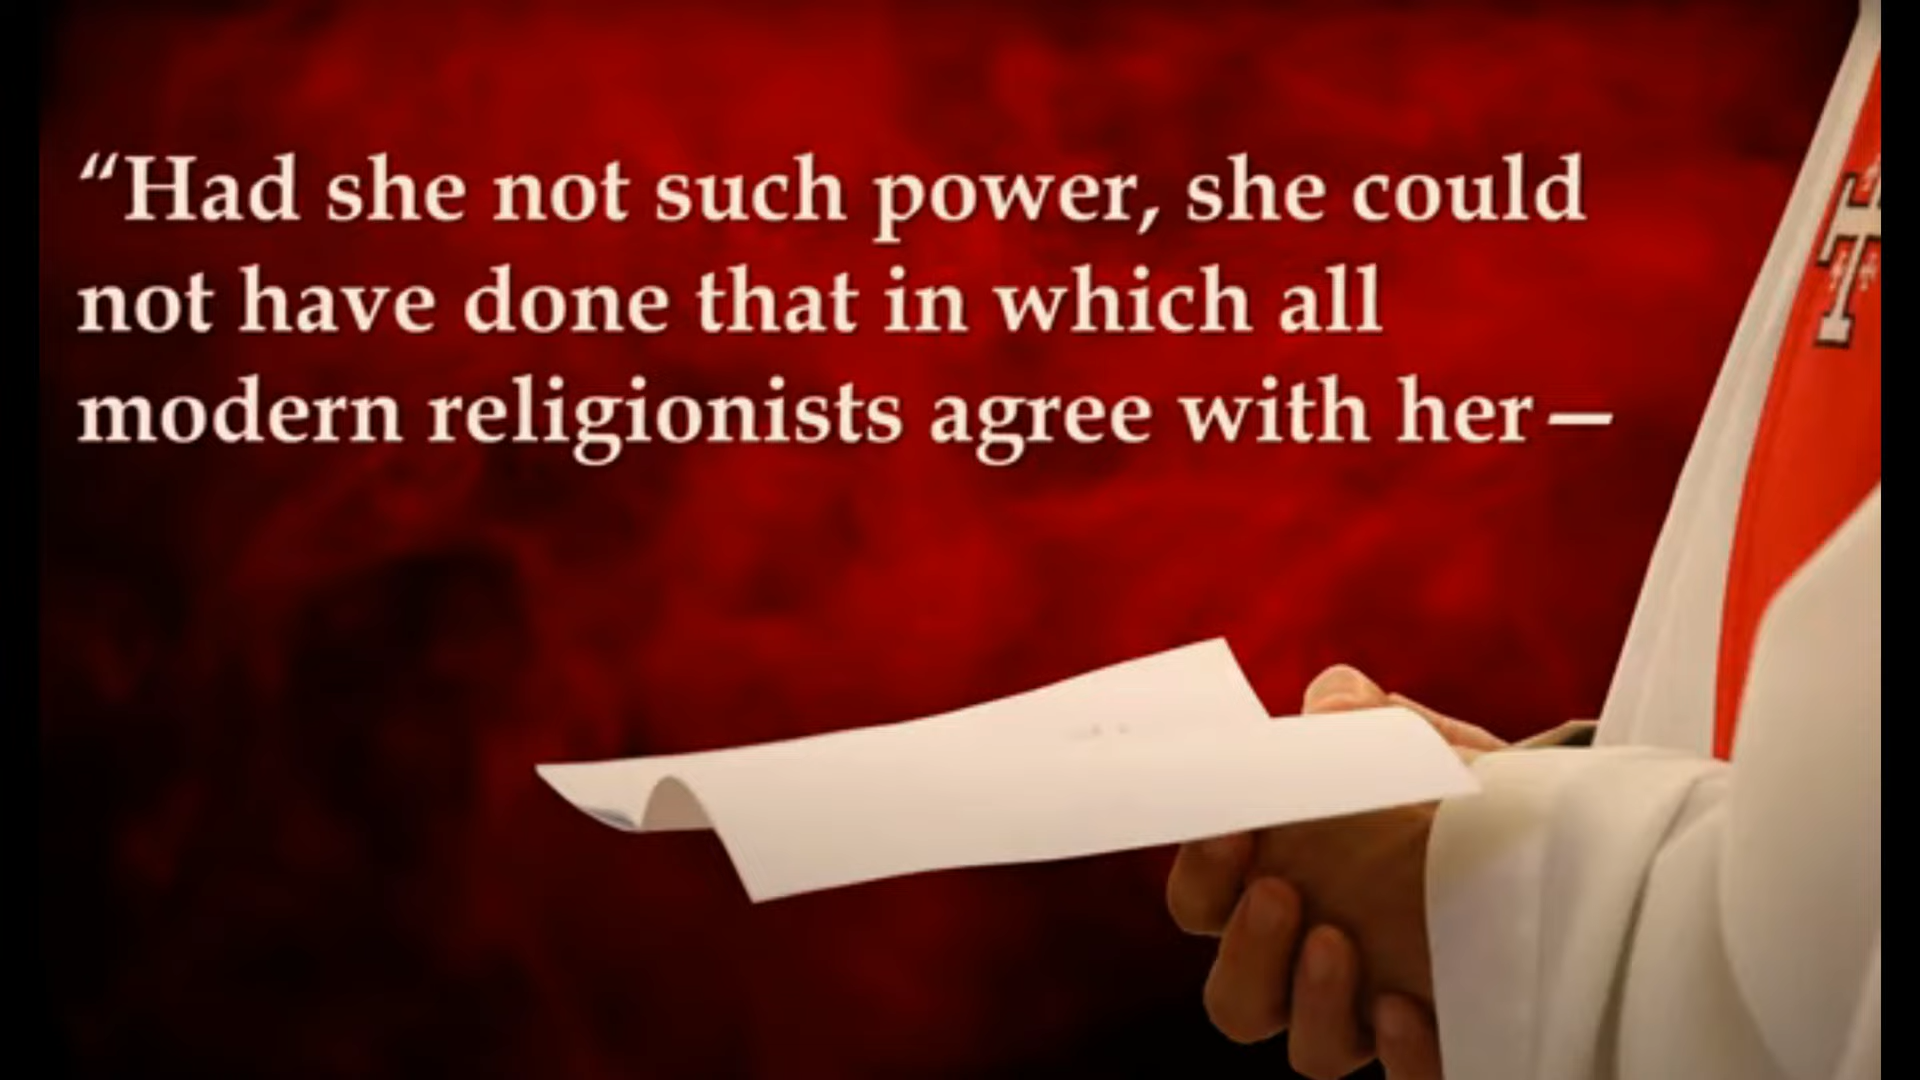 “Had she not such power, she could
not have done that in which all
modern religionists agree with her—